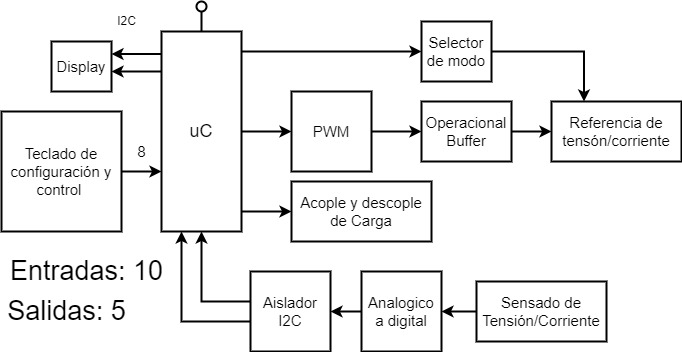 I2C
Display
uC
Selector
de modo
Teclado de
configuración y
control
8
PWM
Operacional
Buffer
Referencia de
tensón/corriente
Acople y descople
de Carga
Entradas: 10
Salidas: 5
Aislador
I2C
Analogico
a digital
Sensado de
Tensión/Corriente